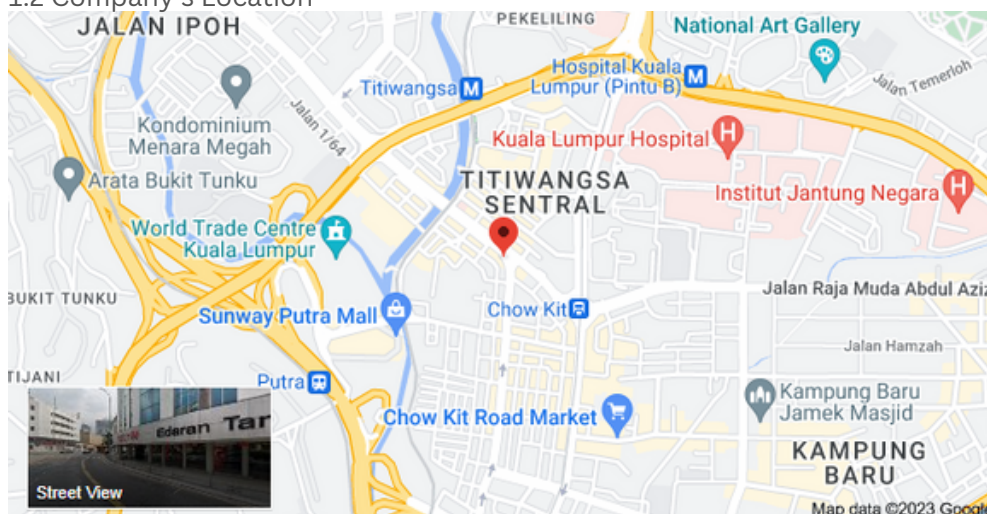 1.2 Company's Location
JALAN IPOH
PEKELILING
National Art Gallery
Titiwangsa M
Hospital Kuala
Lumpur (Pintu B) M
Jalan Temerloh
Jalan 1/64
Kondominium
Menara Megah
Kuala Lumpur Hospital H
Arata Bukit Tunku
TITIWANGSA
SENTRAL
Institut Jantung Negara H
World Trade Centre
Kuala Lumpur
BUKIT TUNKU
Sunway Putra Mall
Chow Kit
Jalan Raja Muda Abdul Aziz
Jalan Hamzah
TIJANI
Putra
Kampung Baru
Jamek Masjid
Chow Kit Road Market
Ederan Tan
KAMPUNG
BARU
Street View
Map data ©2023 Google